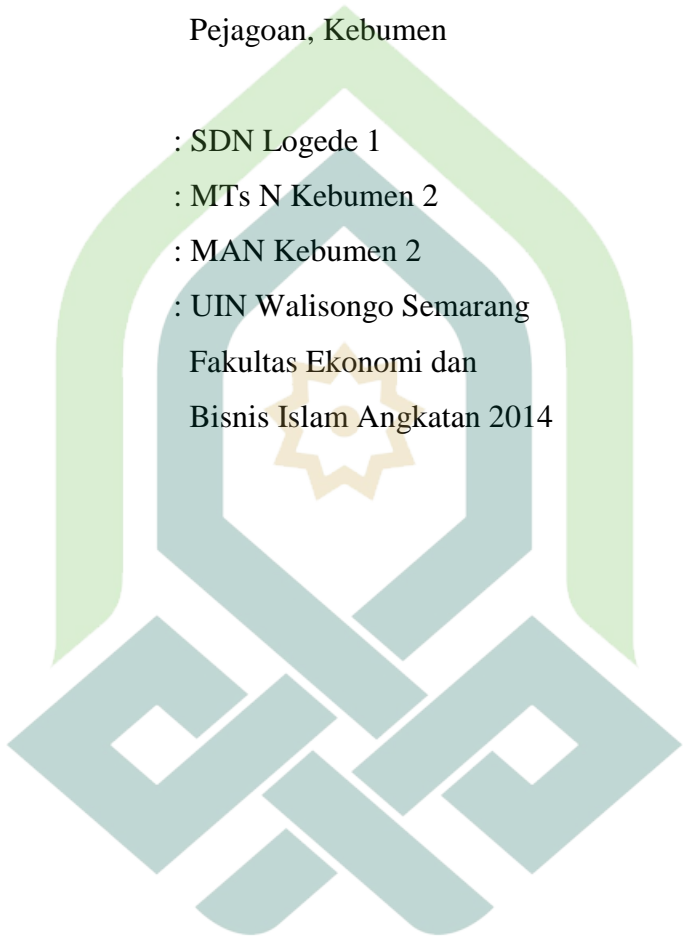 Pejagoan, Kebumen
: SDN Logede 1
: MTs N Kebumen 2
: MAN Kebumen 2
: UIN Walisongo Semarang
Fakultas Ekonomi dan
Bisnis Islam Angkatan 2014